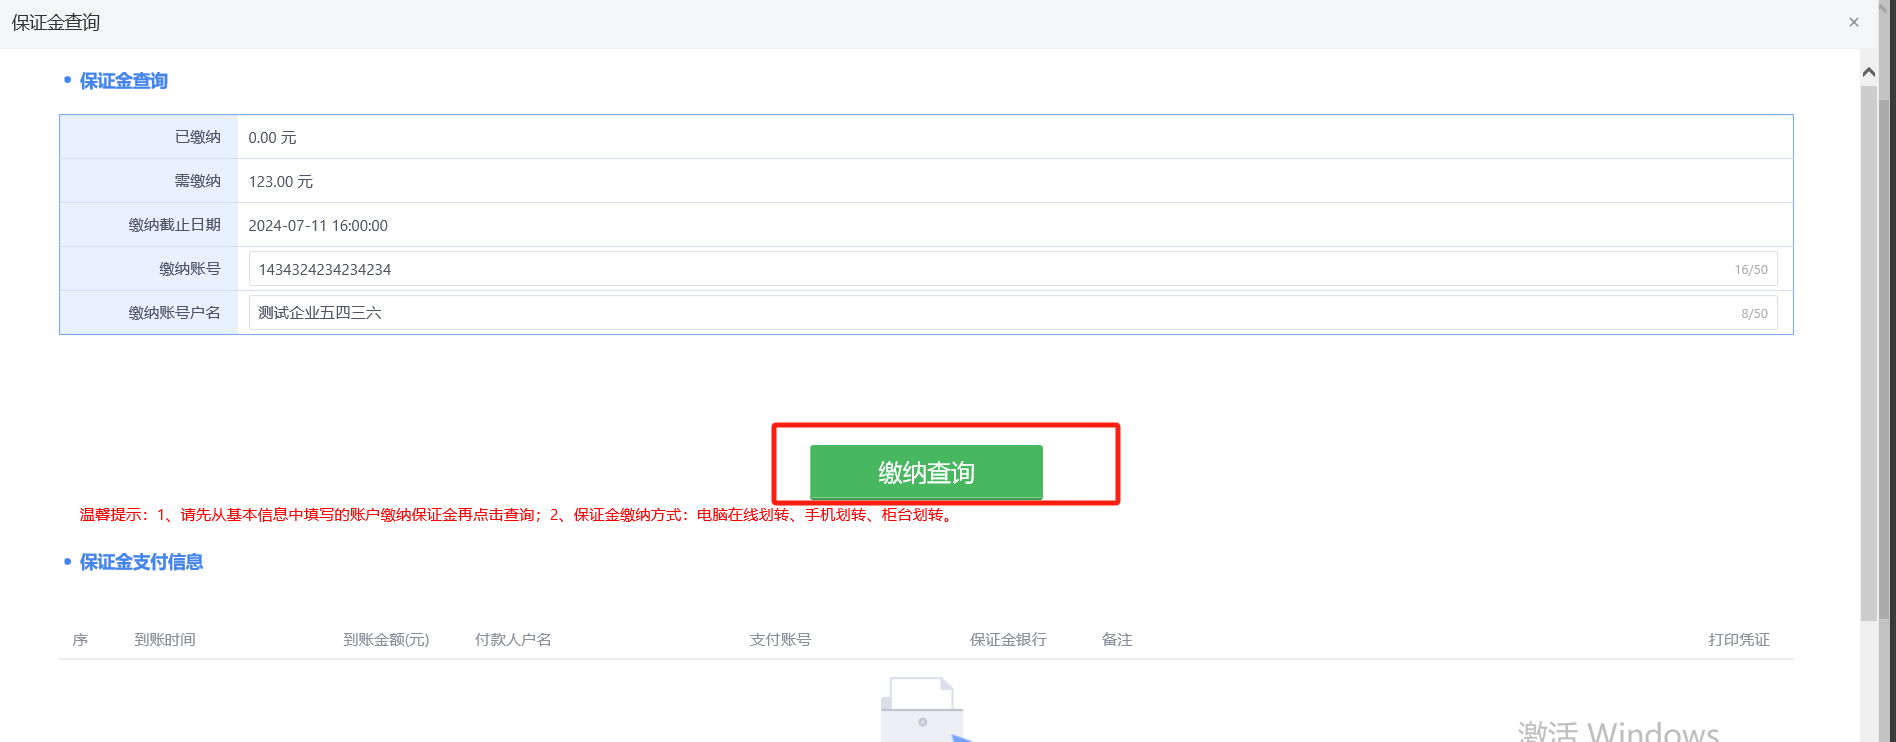 保证金查询
保证金查询
已缴纳 0.00 元
需缴纳 123.00 元
缴纳截止日期 2024-07-11 16:00:00
缴纳账号 1434324234234234 16/50
缴纳账号户名 测试企业五四三六 8/50
缴纳查询
温馨提示：1、请先从基本信息中填写的账户缴纳保证金再点击查询；2、保证金缴纳方式：电脑在线划转、手机划转、柜台划转。
保证金支付信息
序 到账时间 到账金额(元) 付款人户名 支付账号 保证金银行 备注 打印凭证
激活 Windows